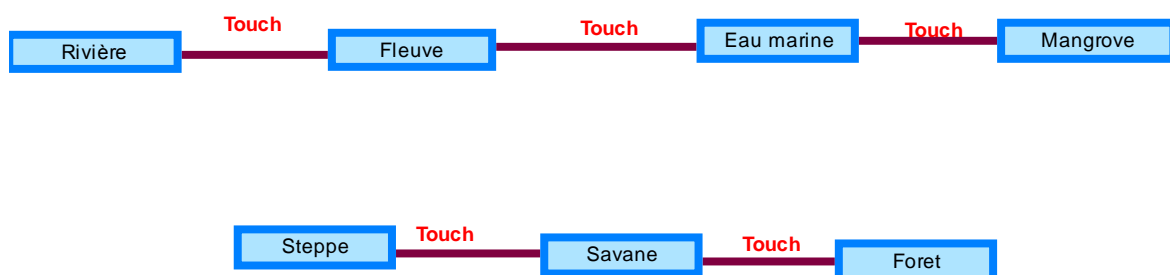 Touch
Touch
Touch
Rivière
Fleuve
Eau marine
Mangrove
Touch
Touch
Steppe
Savane
Foret